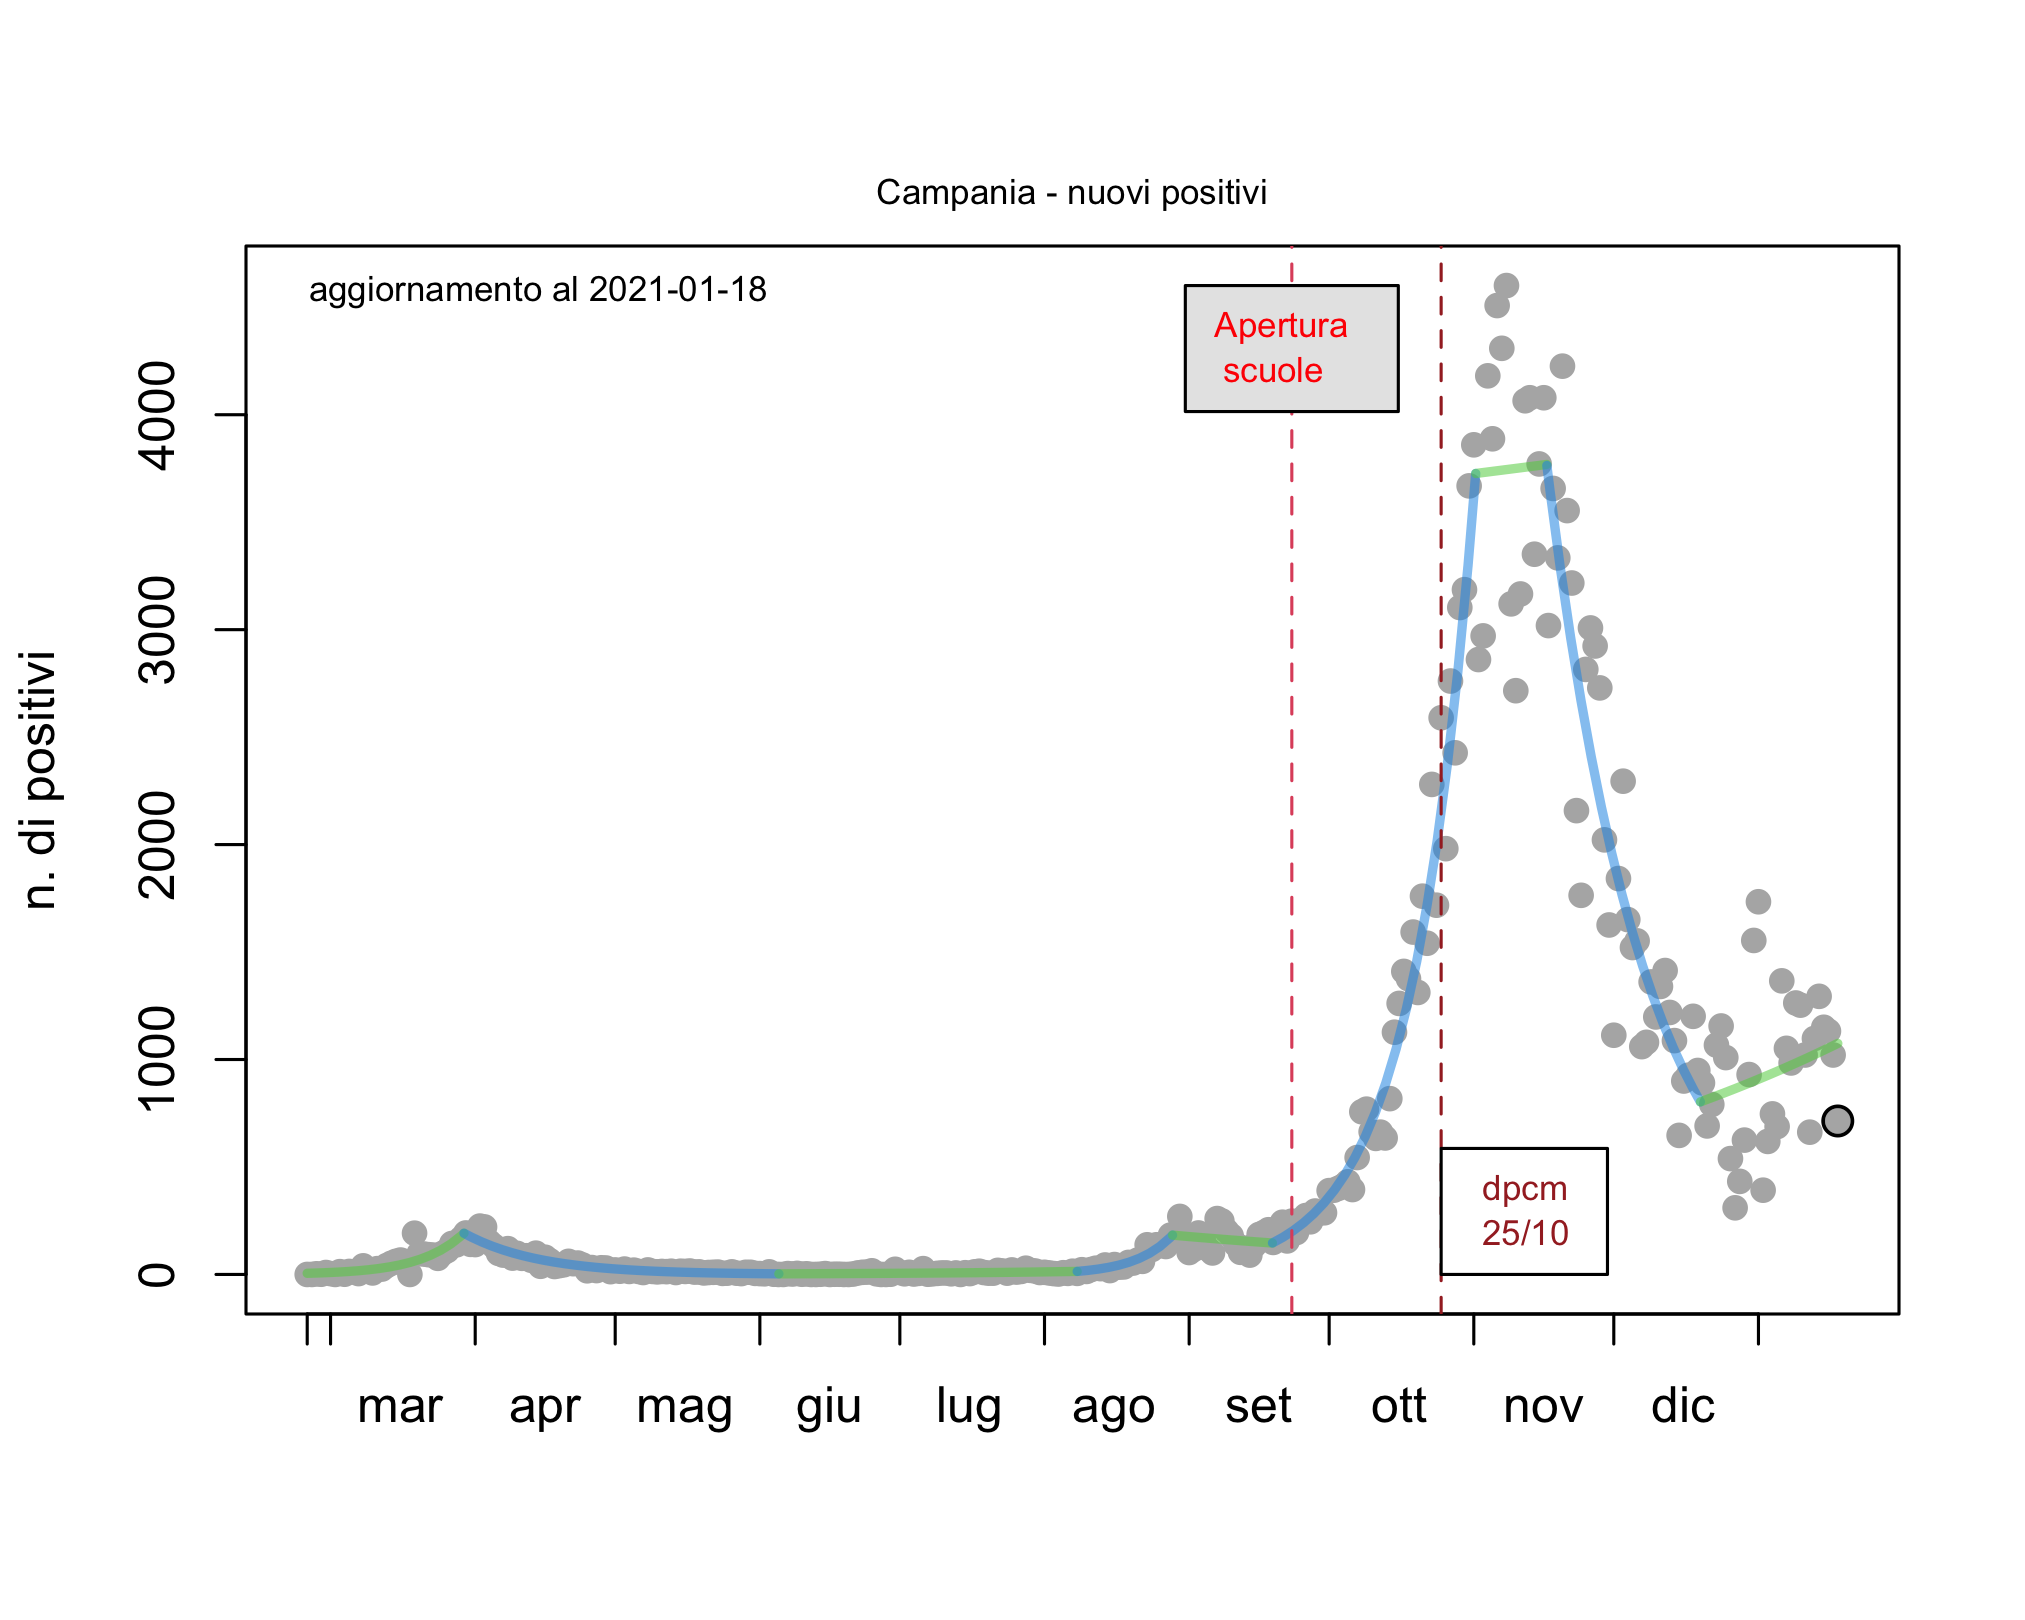 Campania - nuovi positivi
aggiornamento al 2021-01-18
Apertura
scuole
n. di positivi
4000
3000
2000
1000
0
dpcm
25/10
mar apr mag giu lug ago set ott nov dic